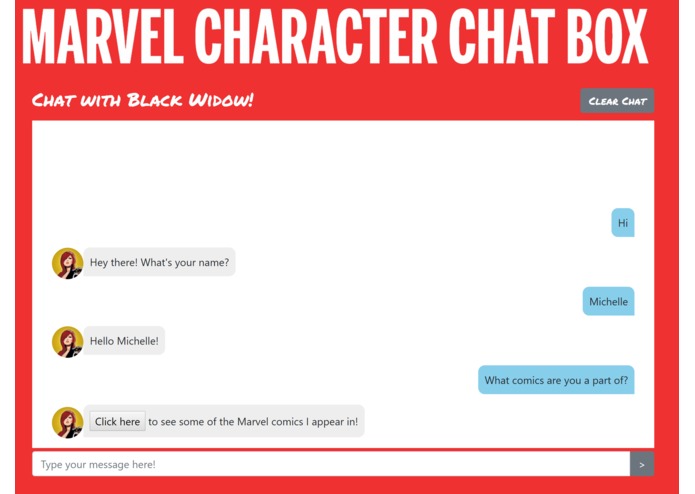 MARVEL CHARACTER CHAT BOX
Chat with Black Widow!
Clear Chat
Hi
Hey there! What's your name?
Michelle
Hello Michelle!
What comics are you a part of?
Click here to see some of the Marvel comics I appear in!
Type your message here!
>